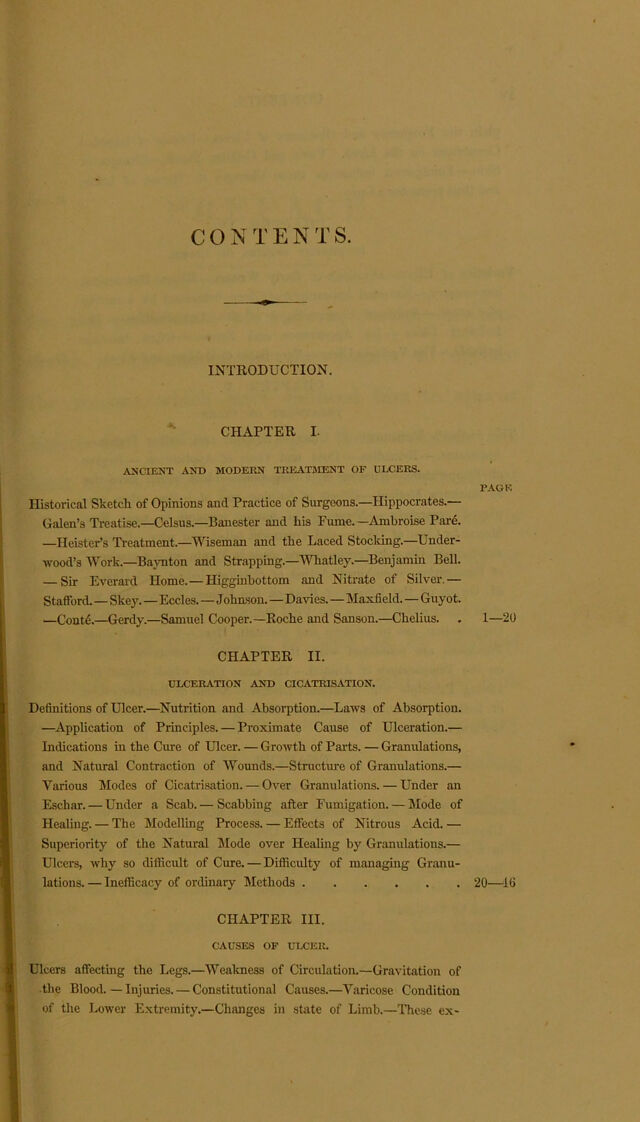 CONTENTS.
INTRODUCTION.
CHAPTER I.
ANCIENT AND MODERN TREATMENT OF ULCERS.
PAGE
Historical Sketch of Opinions and Practice of Surgeons.—Hippocrates.—
Galen's Treatise.—Celsus.—Banester and his Fume.—Ambroise Paré.
—Heister's Treatment.—Wiseman and the Laced Stocking.—Under-
wood's Work.—Baynton and Strapping.—Whatley.—Benjamin Bell.
—Sir Everard Home.—Higginbottom and Nitrate of Silver.—
Stafford.—Skey.—Eccles.—Johnson.—Davies.—Maxfield.—Guyot.
—Conté.—Gerdy.—Samuel Cooper.—Roche and Sanson.—Chelius. . 1—20
CHAPTER II.
ULCERATION AND CICATRISATION.
Definitions of Ulcer.—Nutrition and Absorption.—Laws of Absorption.
—Application of Principles.—Proximate Cause of Ulceration.—
Indications in the Cure of Ulcer.—Growth of Parts.—Granulations,
and Natural Contraction of Wounds.—Structure of Granulations.—
Various Modes of Cicatrisation.—Over Granulations.—Under an
Eschar.—Under a Scab.—Scabbing after Fumigation.—Mode of
Healing.—The Modelling Process.—Effects of Nitrous Acid.—
Superiority of the Natural Mode over Healing by Granulations.—
Ulcers, why so difficult of Cure.—Difficulty of managing Granu-
lations.—Inefficacy of ordinary Methods . . . . . . 20—46
CHAPTER III.
CAUSES OF ULCER.
Ulcers affecting the Legs.—Weakness of Circulation.—Gravitation of
the Blood.—Injuries.—Constitutional Causes.—Varicose Condition
of the Lower Extremity.—Changes in state of Limb.—These ex-